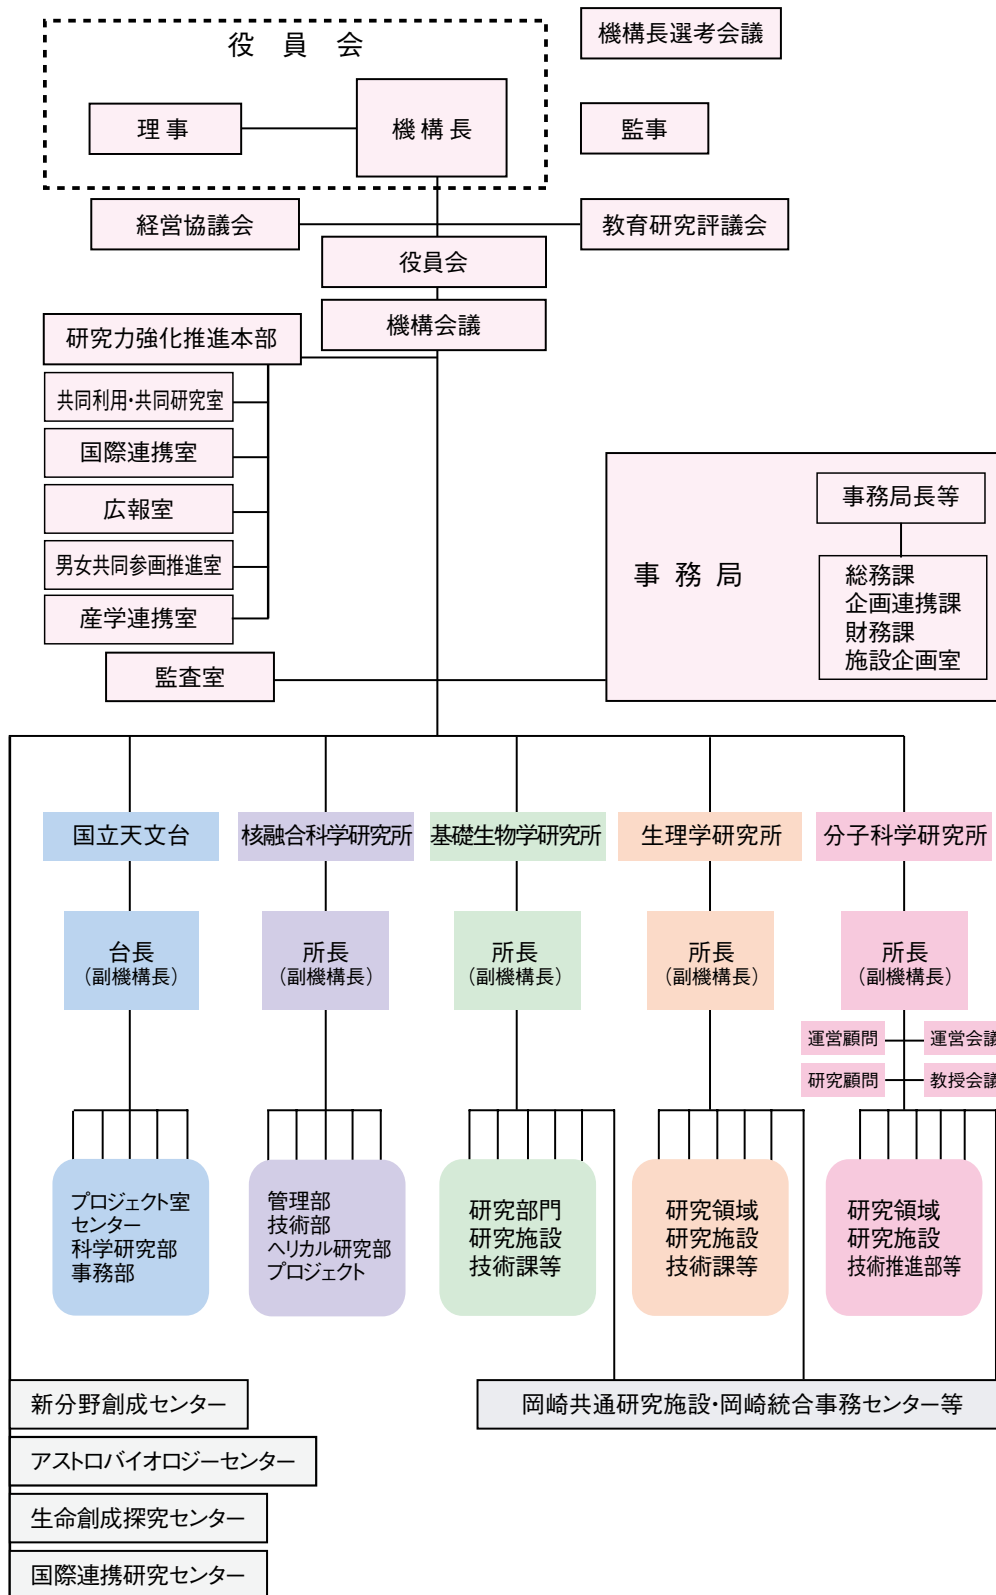 役員会
機構長選考会議
理事
機構長
監事
経営協議会
教育研究評議会
役員会
機構会議
研究力強化推進本部
共同利用・共同研究室
国際連携室
広報室
男女共同参画推進室
産学連携室
監査室
事務局
事務局長等
総務課
企画連携課
財務課
施設企画室
国立天文台
核融合科学研究所
基礎生物学研究所
生理学研究所
分子科学研究所
台長
（副機構長）
所長
（副機構長）
所長
（副機構長）
所長
（副機構長）
所長
（副機構長）
運営顧問
運営会議
研究顧問
教授会議
プロジェクト室
センター
科学研究部
事務部
管理部
技術部
ヘリカル研究部
プロジェクト
研究部門
研究施設
技術課等
研究領域
研究施設
技術課等
研究領域
研究施設
技術推進部等
新分野創成センター
岡崎共通研究施設・岡崎統合事務センター等
アストロバイオロジーセンター
生命創成探究センター
国際連携研究センター